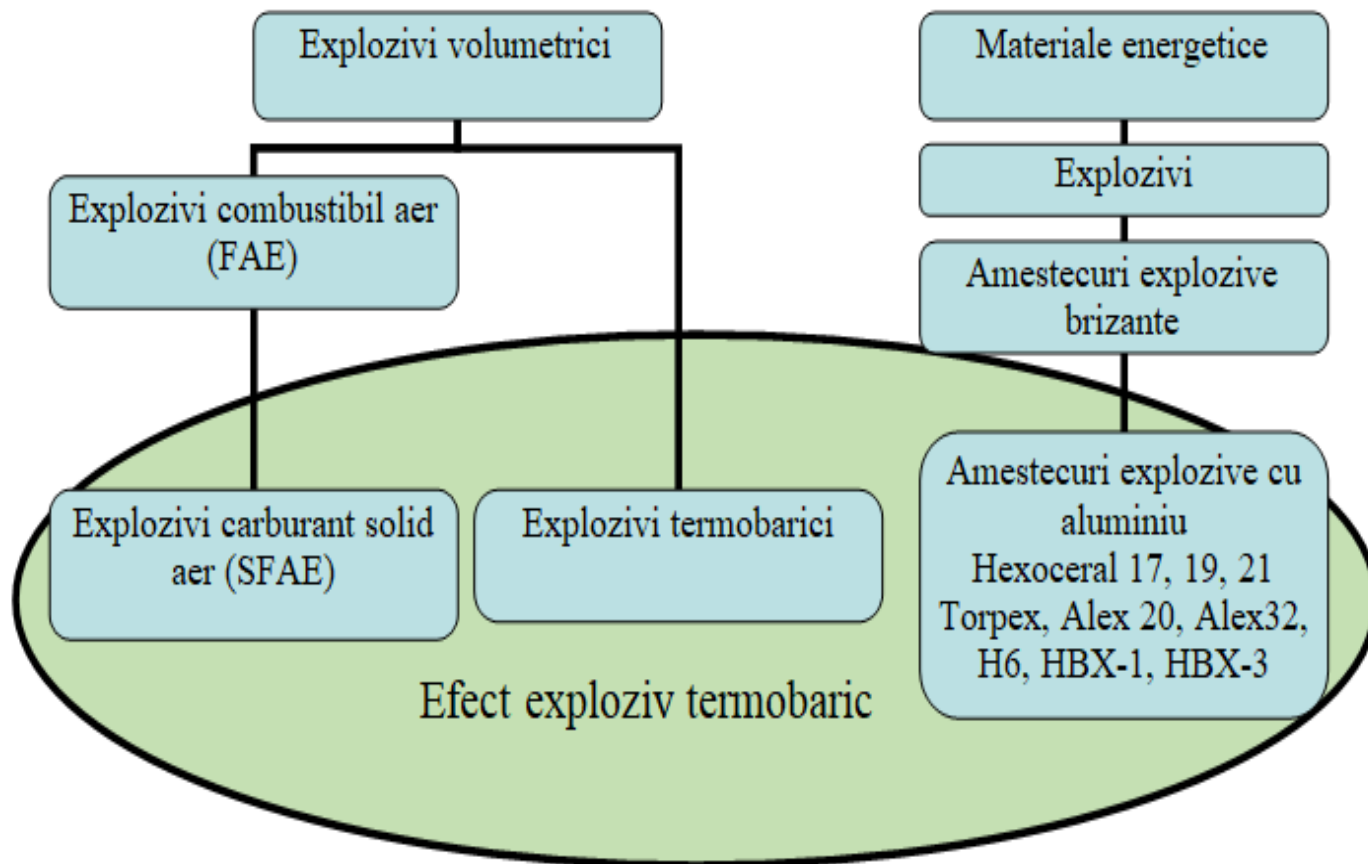 Explozivi volumetrici
Materiale energetice
Explozivi combustibil aer
(FAE)
Explozivi
Amestecuri explozive
brizante
Explozivi carburant solid
aer (SFAE)
Explozivi termobarici
Amestecuri explozive cu
aluminiu
Hexoceral 17, 19, 21
Torpex, Alex 20, Alex32,
H6, HBX-1, HBX-3
Efect exploziv termobaric